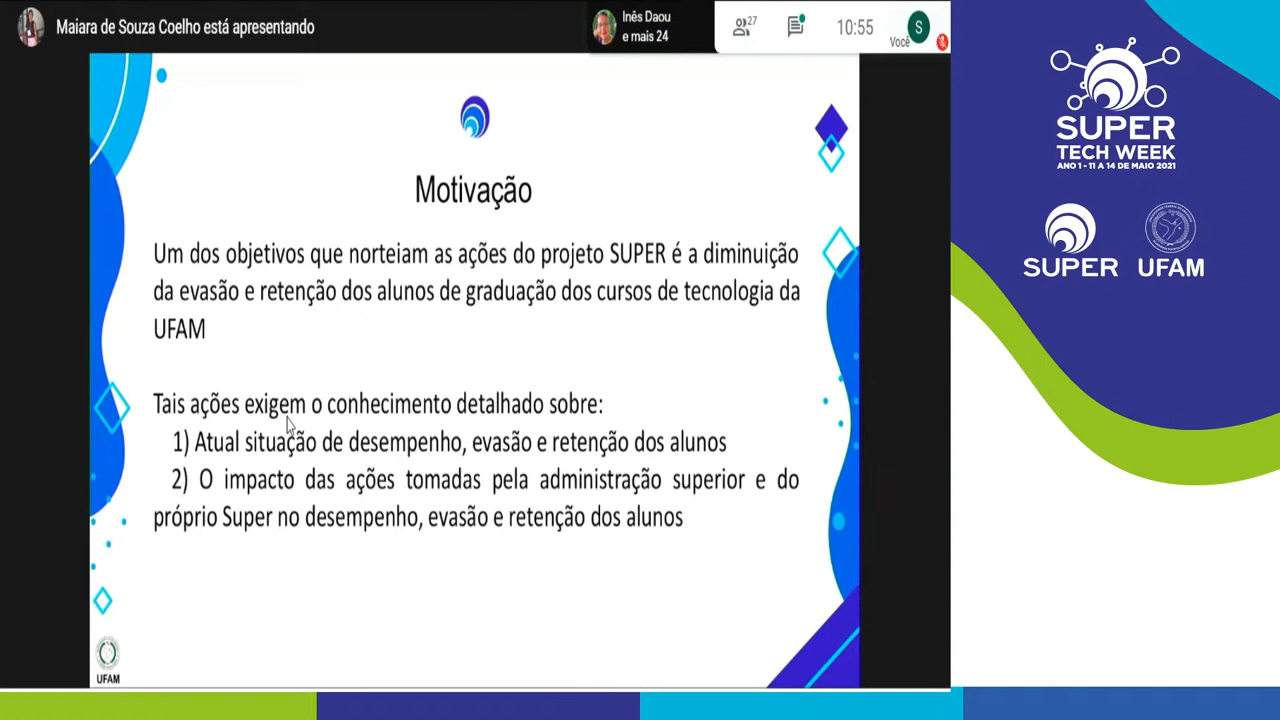 Maiara de Souza Coelho está apresentando
Inês Daou
e mais 24
27
10:55
Você
S
SUPER
TECH WEEK
ANO 1 - 11 A 14 DE MAIO 2021
SUPER
UFAM
Motivação
Um dos objetivos que norteiam as ações do projeto SUPER é a diminuição
da evasão e retenção dos alunos de graduação dos cursos de tecnologia da
UFAM
Tais ações exigem o conhecimento detalhado sobre:
1) Atual situação de desempenho, evasão e retenção dos alunos
2) O impacto das ações tomadas pela administração superior e do
próprio Super no desempenho, evasão e retenção dos alunos
UFAM